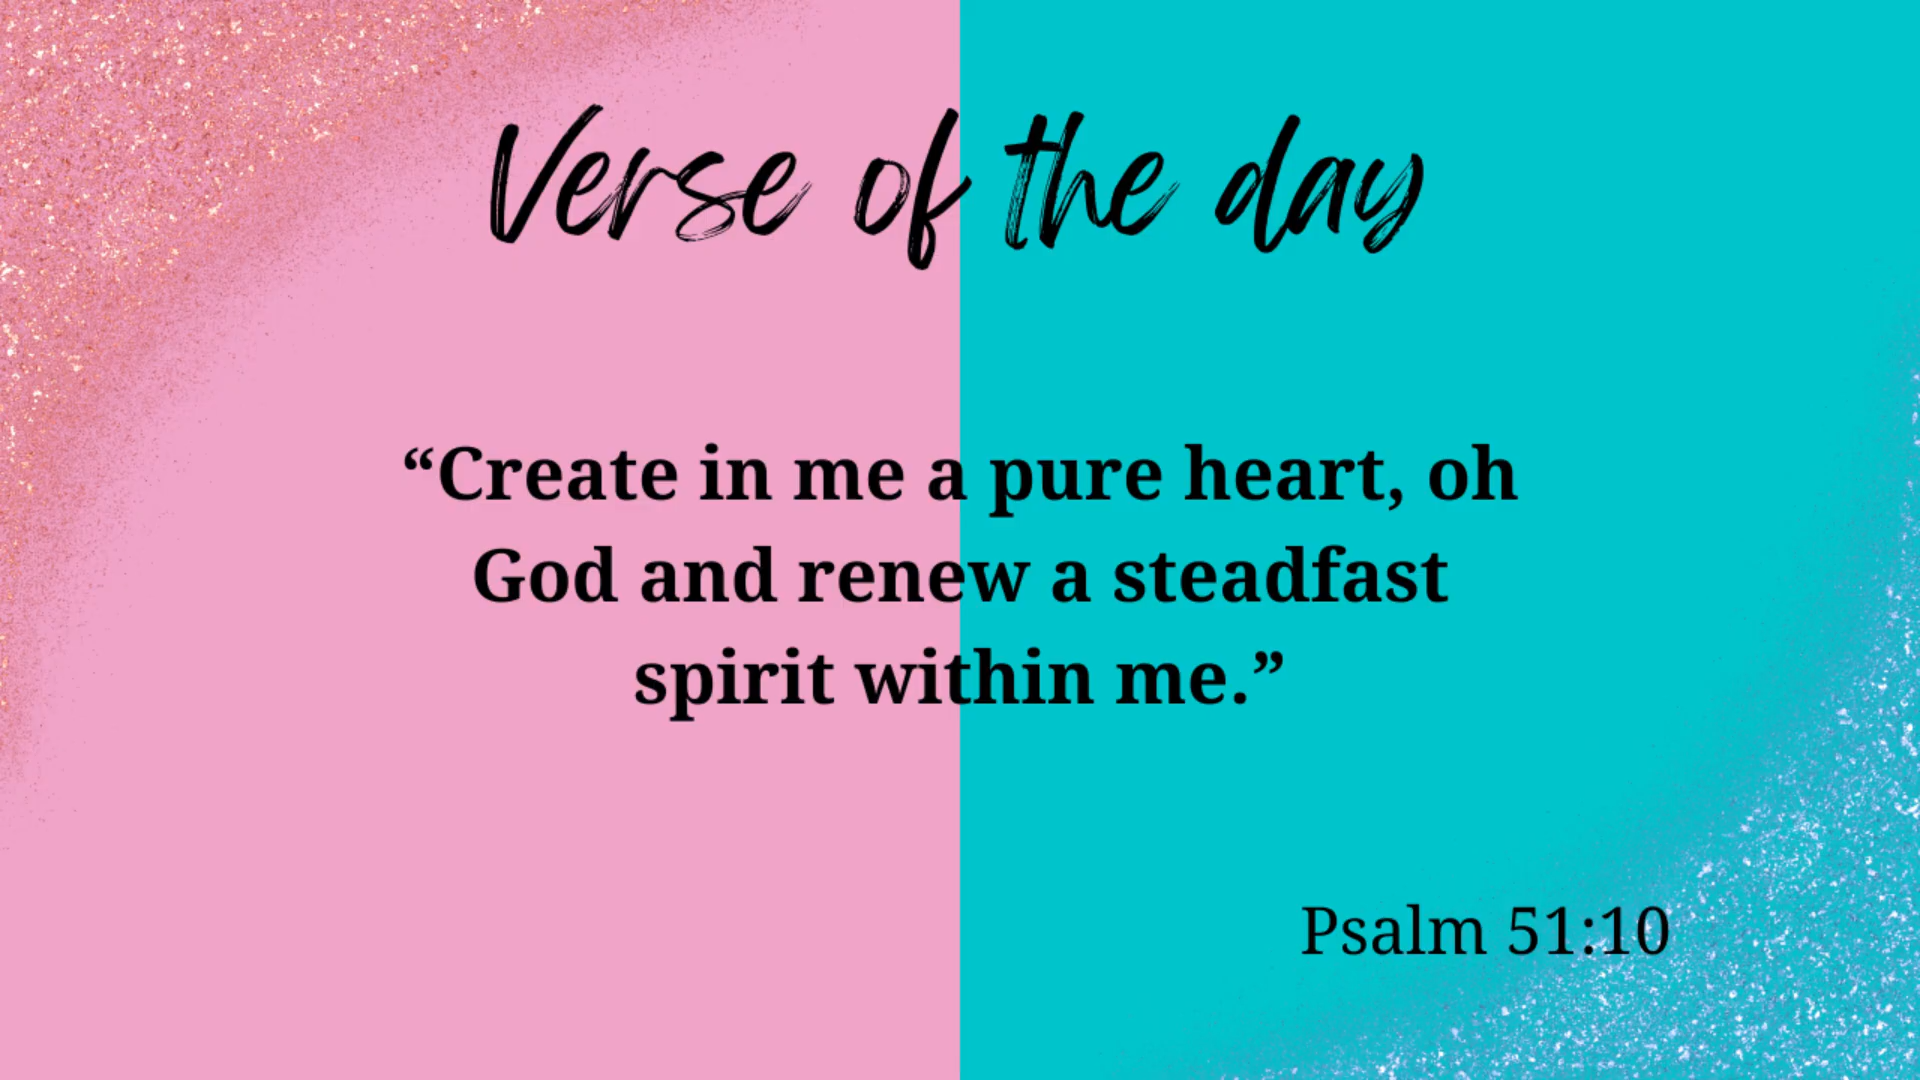 Verse of the day
“Create in me a pure heart, oh
God and renew a steadfast
spirit within me.”
Psalm 51:10